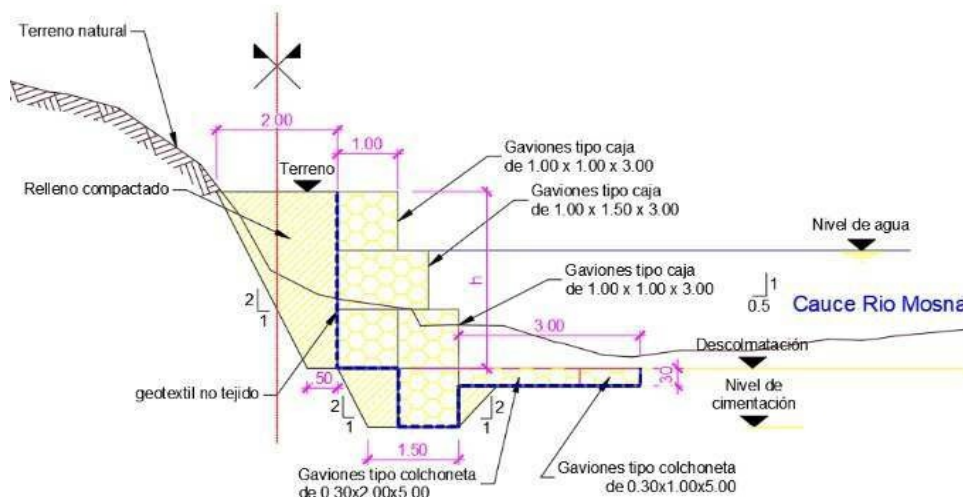 Terreno natural
2.00
1.00
Terreno
Relleno compactado
Gaviones tipo caja
de 1.00 x 1.00 x 3.00
Gaviones tipo caja
de 1.00 x 1.50 x 3.00
Nivel de agua
h
Gaviones tipo caja
de 1.00 x 1.00 x 3.00
1
0.5
Cauce Rio Mosna
2
1
3.00
Descolmatación
.30
Nivel de
cimentación
geotextil no tejido
.50
2
1
2
1
1.50
Gaviones tipo colchoneta
de 0.30x2.00x5.00
Gaviones tipo colchoneta
de 0.30x1.00x5.00